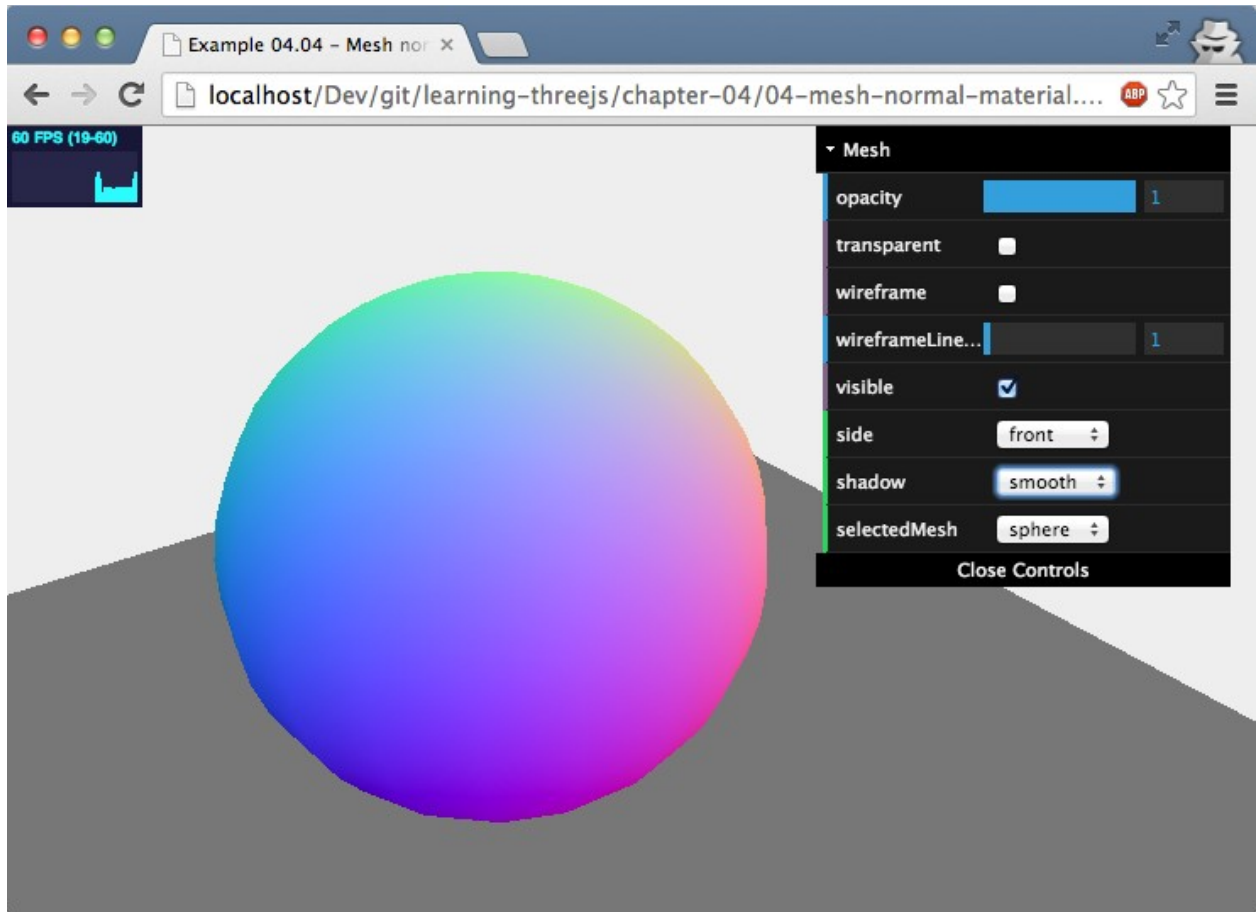 Example 04.04 – Mesh nor
localhost/Dev/git/learning-threejs/chapter-04/04-mesh-normal-material....
ABP
60 FPS (19-60)
Mesh
opacity 1
transparent
wireframe
wireframeLine... 1
visible
side front
shadow smooth
selectedMesh sphere
Close Controls